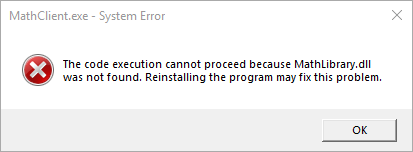 MathClient.exe - System Error
The code execution cannot proceed because MathLibrary.dll
was not found. Reinstalling the program may fix this problem.
OK